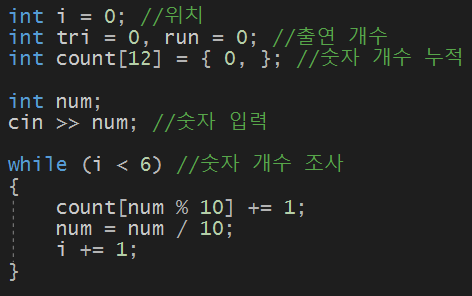 int i = 0; //위치
int tri = 0, run = 0; //출연 개수
int count[12] = { 0, }; //숫자 개수 누적
int num;
cin >> num; //숫자 입력
while (i < 6) //숫자 개수 조사
{
count[num % 10] += 1;
num = num / 10;
i += 1;
}